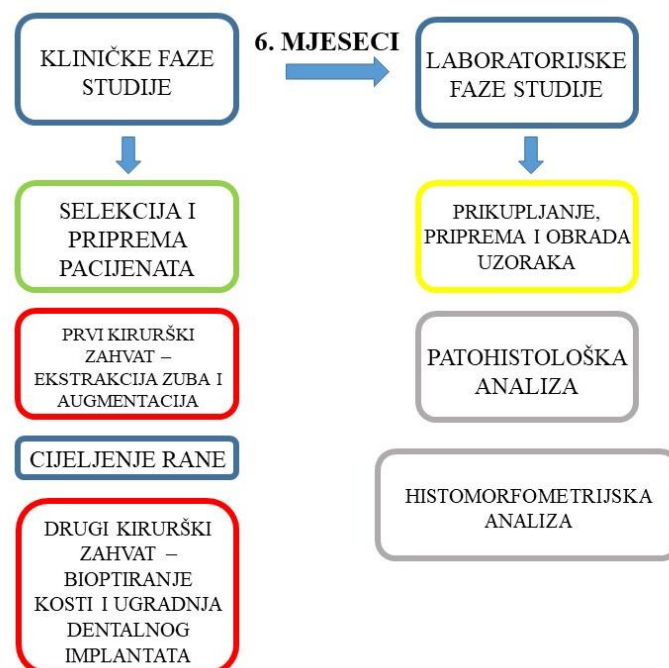 KLINIČKE FAZE
STUDIJE
6. MJESECI
LABORATORIJSKE
FAZE STUDIJE
SELEKCIJA I
PRIPREMA
PACIJENATA
PRVI KIRURŠKI
ZAHVAT –
EKSTRAKCIJA ZUBA I
AUGMENTACIJA
CIJELJENJE RANE
DRUGI KIRURŠKI
ZAHVAT –
BIOPTIRANJE
KOSTI I UGRADNJA
DENTALNOG
IMPLANTATA
PRIKUPLJANJE,
PRIPREMA I OBRADA
UZORAKA
PATOHISTOLOŠKA
ANALIZA
HISTOMORFOMETRIJSKA
ANALIZA